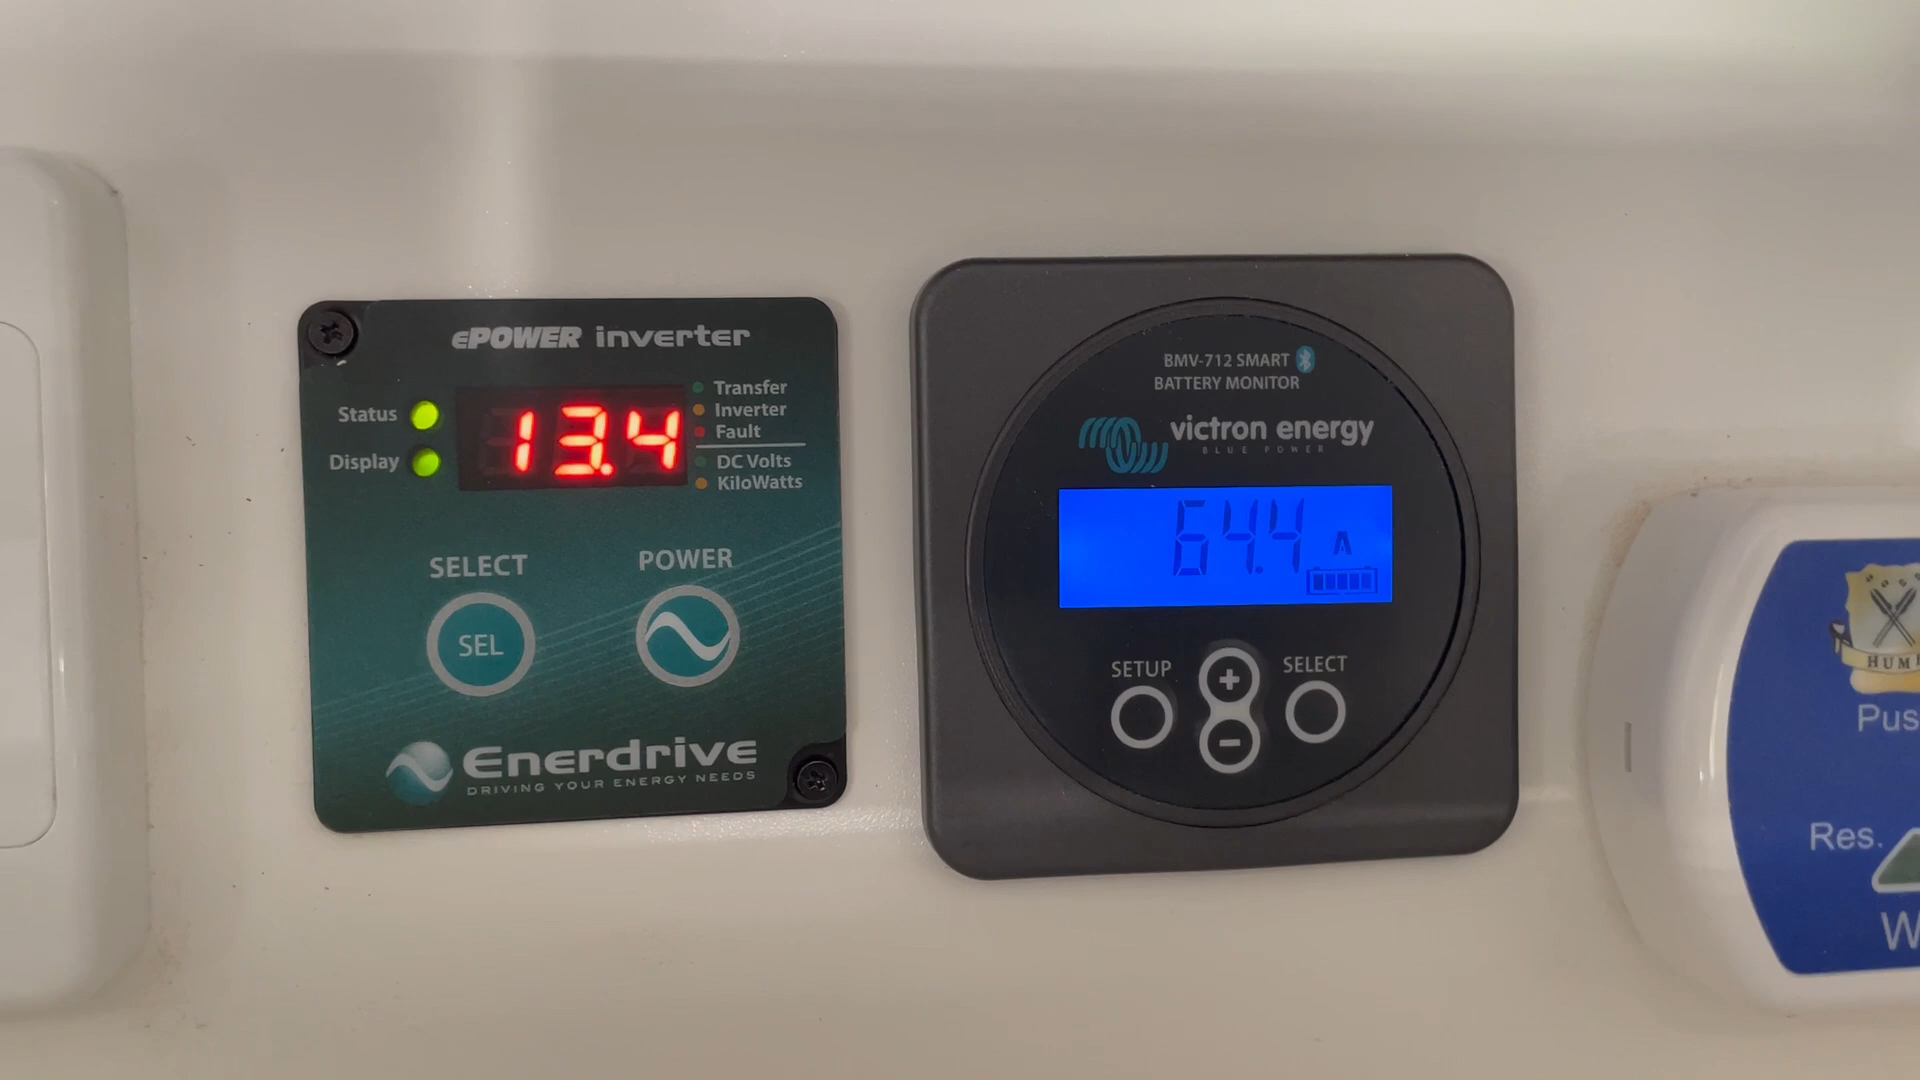 ePOWER inverter
Status
Display
13.4
Transfer
Inverter
Fault
DC Volts
KiloWatts
SELECT
POWER
SEL
Enerdrive
DRIVING YOUR ENERGY NEEDS
BMV-712 SMART
BATTERY MONITOR
victron energy
BLUE POWER
64.4 A
SETUP
+
SELECT
-
HUM
Pus
Res.
W